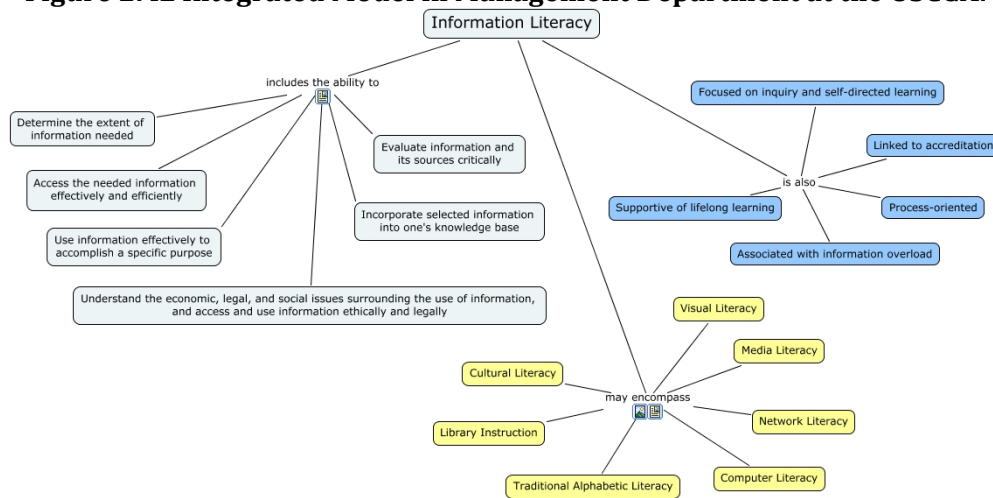 Information Literacy
includes the ability to
Determine the extent of
information needed
Access the needed information
effectively and efficiently
Use information effectively to
accomplish a specific purpose
Understand the economic, legal, and social issues surrounding the use of information,
and access and use information ethically and legally
Incorporate selected information
into one's knowledge base
Evaluate information and
its sources critically
is also
Focused on inquiry and self-directed learning
Linked to accreditation
Process-oriented
Associated with information overload
Supportive of lifelong learning
may encompass
Visual Literacy
Media Literacy
Network Literacy
Computer Literacy
Traditional Alphabetic Literacy
Library Instruction
Cultural Literacy